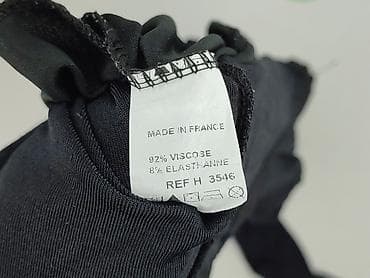 MADE IN FRANCE
92% VISCOSE
8% ELASTHANNE
REF H 3546